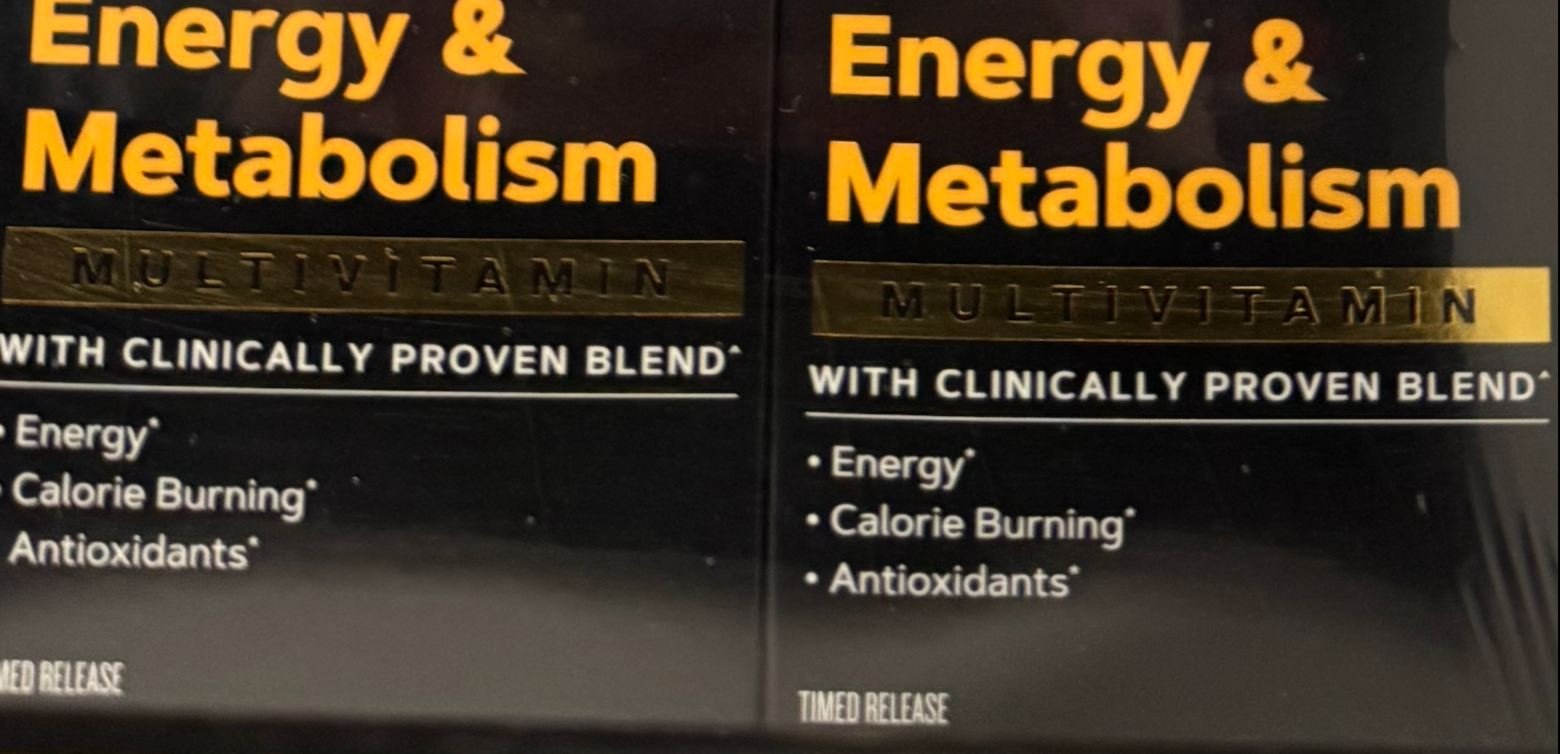 Energy &
Metabolism
MULTIVITAMIN
WITH CLINICALLY PROVEN BLEND^
• Energy*
• Calorie Burning*
Antioxidants*
RELEASE
Energy &
Metabolism
MULTIVITAMIN
WITH CLINICALLY PROVEN BLEND^
• Energy*
• Calorie Burning*
• Antioxidants*
TIMED RELEASE